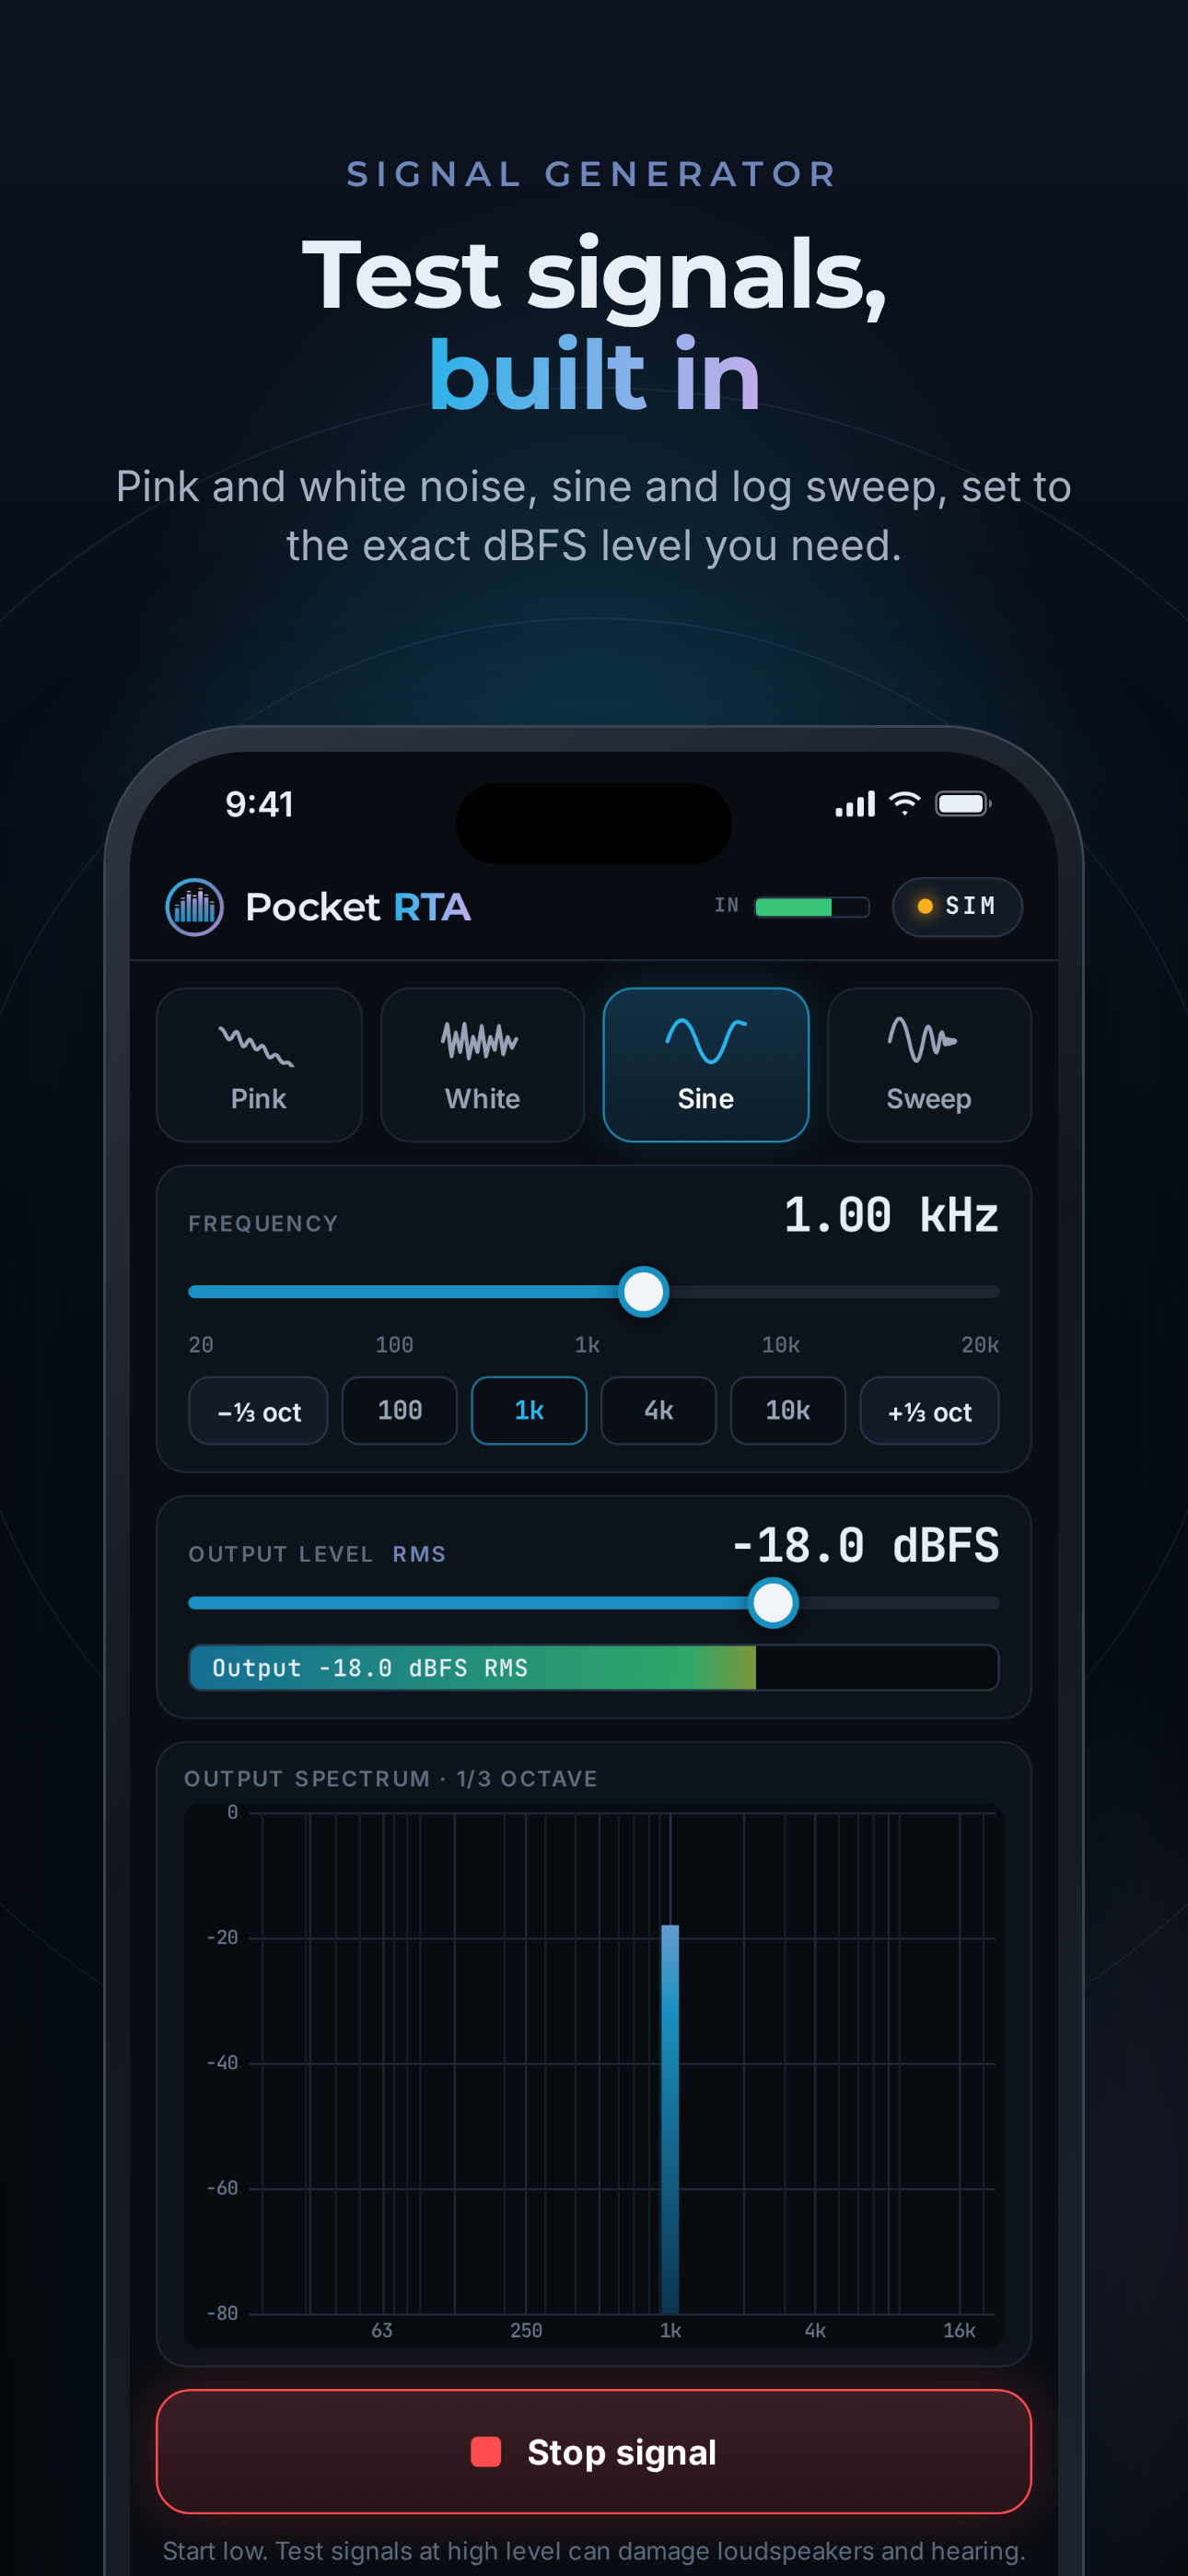 SIGNAL GENERATOR
Test signals,
built in
Pink and white noise, sine and log sweep, set to
the exact dBFS level you need.
9:41
Pocket RTA IN SIM
Pink White Sine Sweep
FREQUENCY 1.00 kHz
20 100 1k 10k 20k
−⅓ oct 100 1k 4k 10k +⅓ oct
OUTPUT LEVEL RMS -18.0 dBFS
Output -18.0 dBFS RMS
OUTPUT SPECTRUM · 1/3 OCTAVE
0
-20
-40
-60
-80
63 250 1k 4k 16k
Stop signal
Start low. Test signals at high level can damage loudspeakers and hearing.